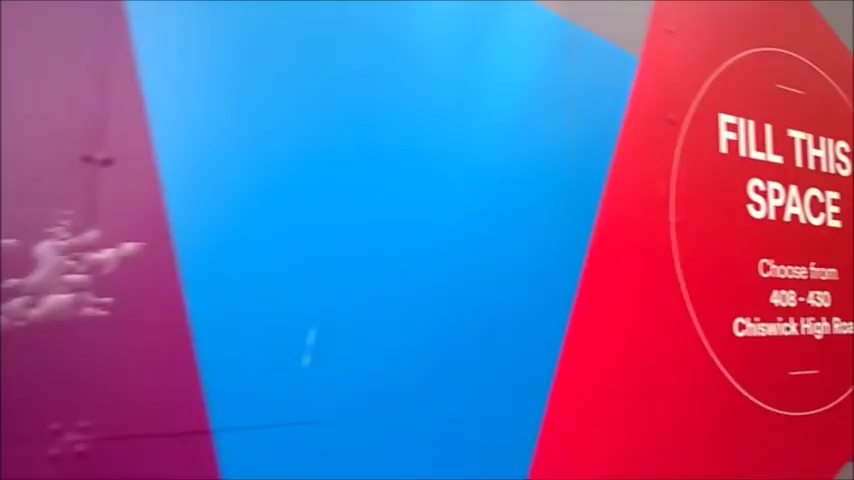 FILL THIS
SPACE
Choose from
408 - 430
Chiswick High Roa